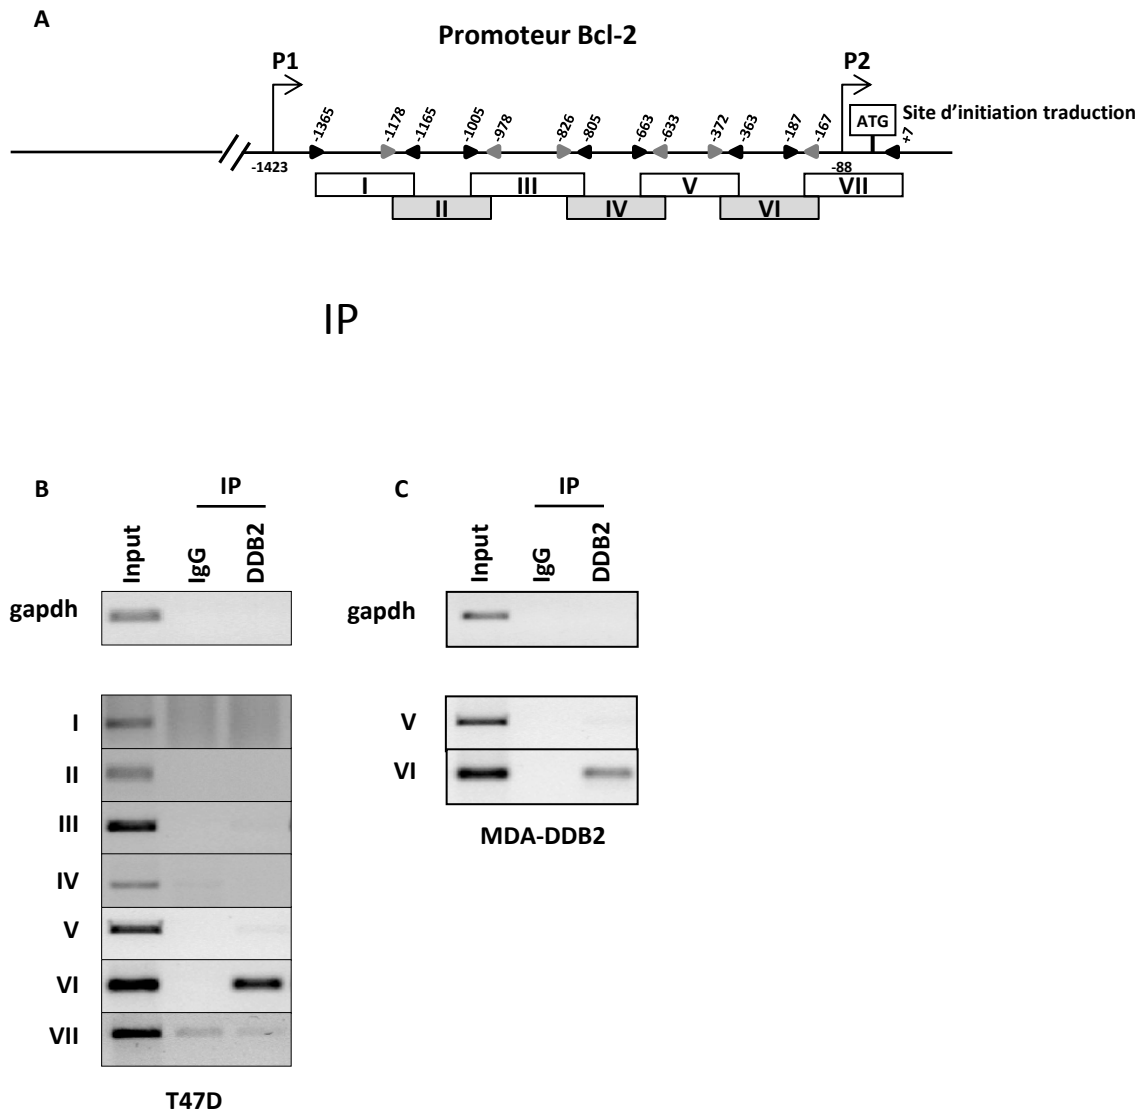 A
Promoteur Bcl-2
P1
P2
-1365
-1178
-1165
-1005
-978
-826
-805
-663
-633
-372
-363
-187
-167
ATG
+7
Site d’initiation traduction
-1423
-88
I
III
V
VII
II
IV
VI
IP
B
IP
Input
IgG
DDB2
gapdh
I
II
III
IV
V
VI
VII
T47D
C
IP
Input
IgG
DDB2
gapdh
V
VI
MDA-DDB2